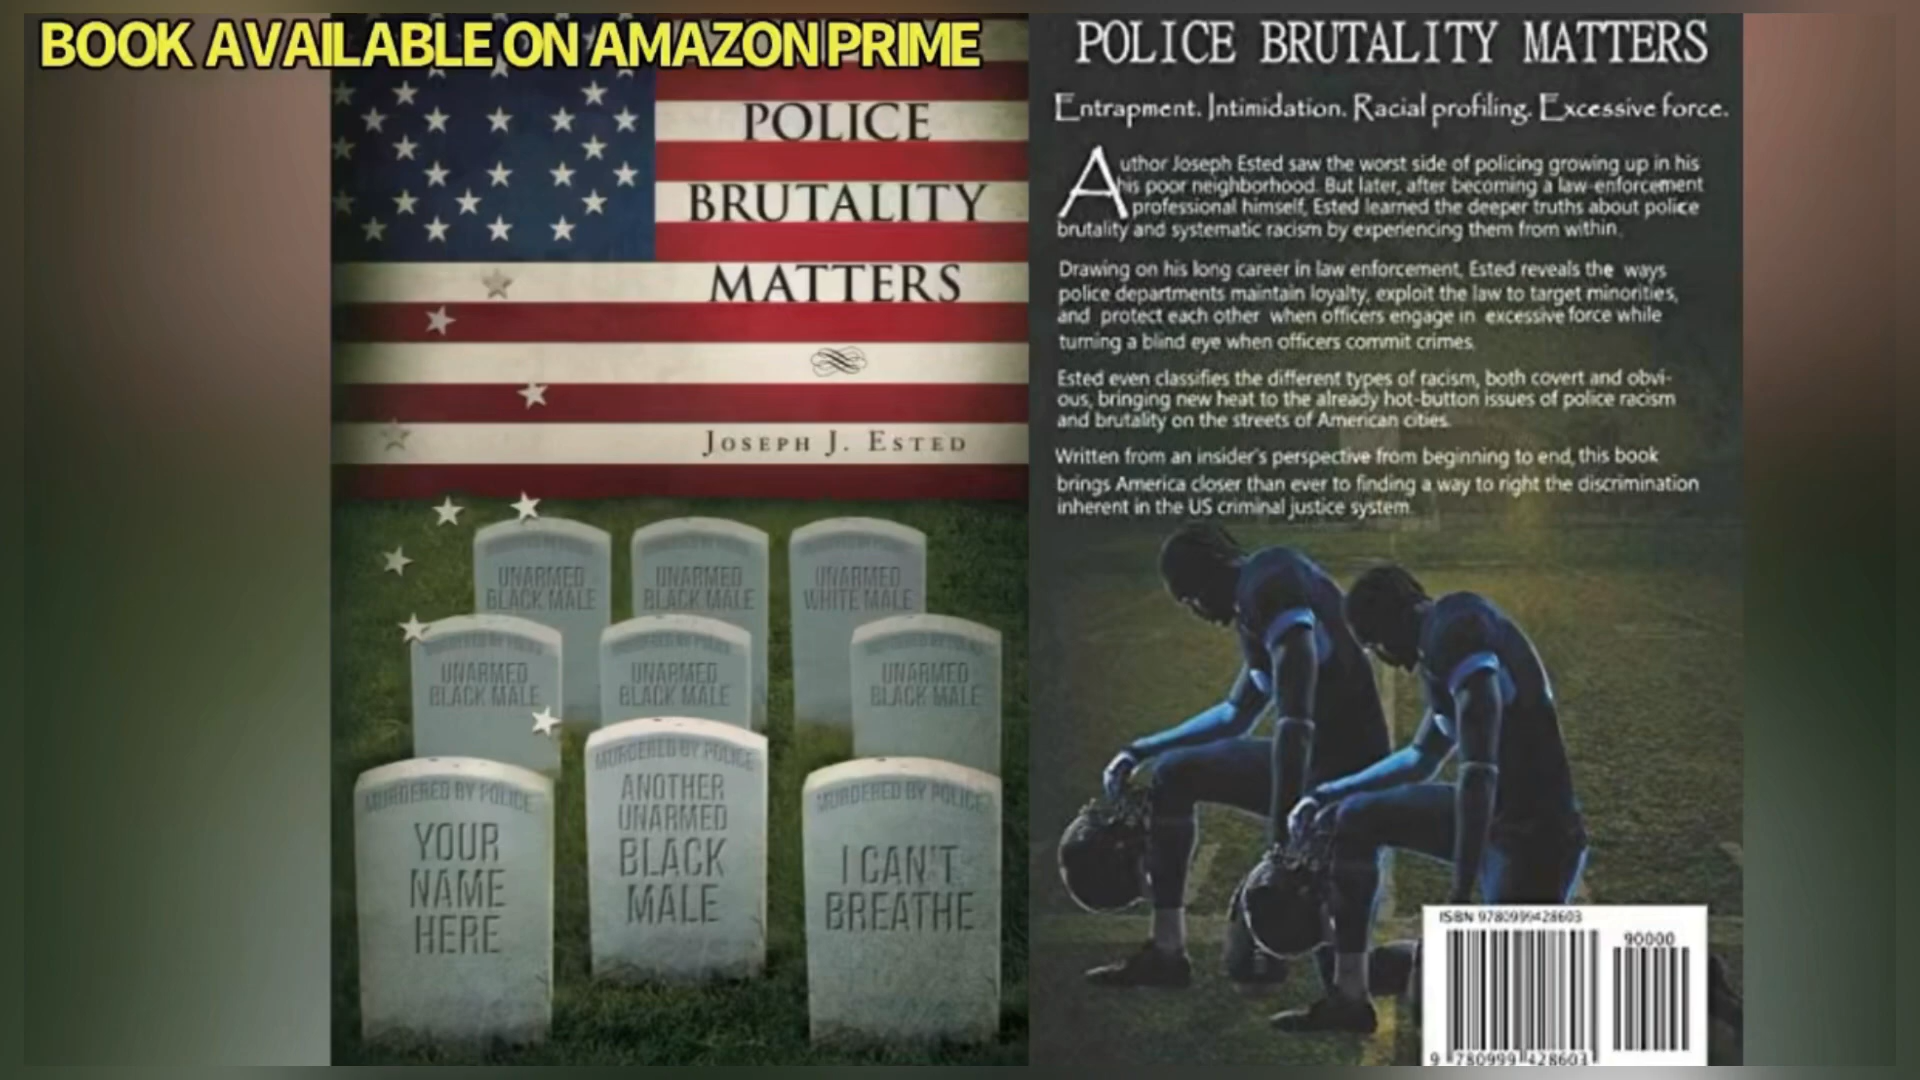 BOOK AVAILABLE ON AMAZON PRIME
POLICE
BRUTALITY
MATTERS
JOSEPH J. ESTED
UNARMED
BLACK MALE
UNARMED
BLACK MALE
UNARMED
WHITE MALE
UNARMED
BLACK MALE
UNARMED
BLACK MALE
UNARMED
BLACK MALE
MURDERED BY POLICE
YOUR
NAME
HERE
MURDERED BY POLICE
ANOTHER
UNARMED
BLACK
MALE
MURDERED BY POLICE
I CAN'T
BREATHE
POLICE BRUTALITY MATTERS
Entrapment. Intimidation. Racial profiling. Excessive force.
Author Joseph Ested saw the worst side of policing growing up in his
his poor neighborhood. But later, after becoming a law-enforcement
professional himself, Ested learned the deeper truths about police
brutality and systematic racism by experiencing them from within.
Drawing on his long career in law enforcement, Ested reveals the ways
police departments maintain loyalty, exploit the law to target minorities,
and protect each other when officers engage in excessive force while
turning a blind eye when officers commit crimes.
Ested even classifies the different types of racism, both covert and obvi-
ous, bringing new heat to the already hot-button issues of police racism
and brutality on the streets of American cities.
Written from an insider's perspective from beginning to end, this book
brings America closer than ever to finding a way to right the discrimination
inherent in the US criminal justice system.
ISBN 9780999428603
90000
9 780999 428603